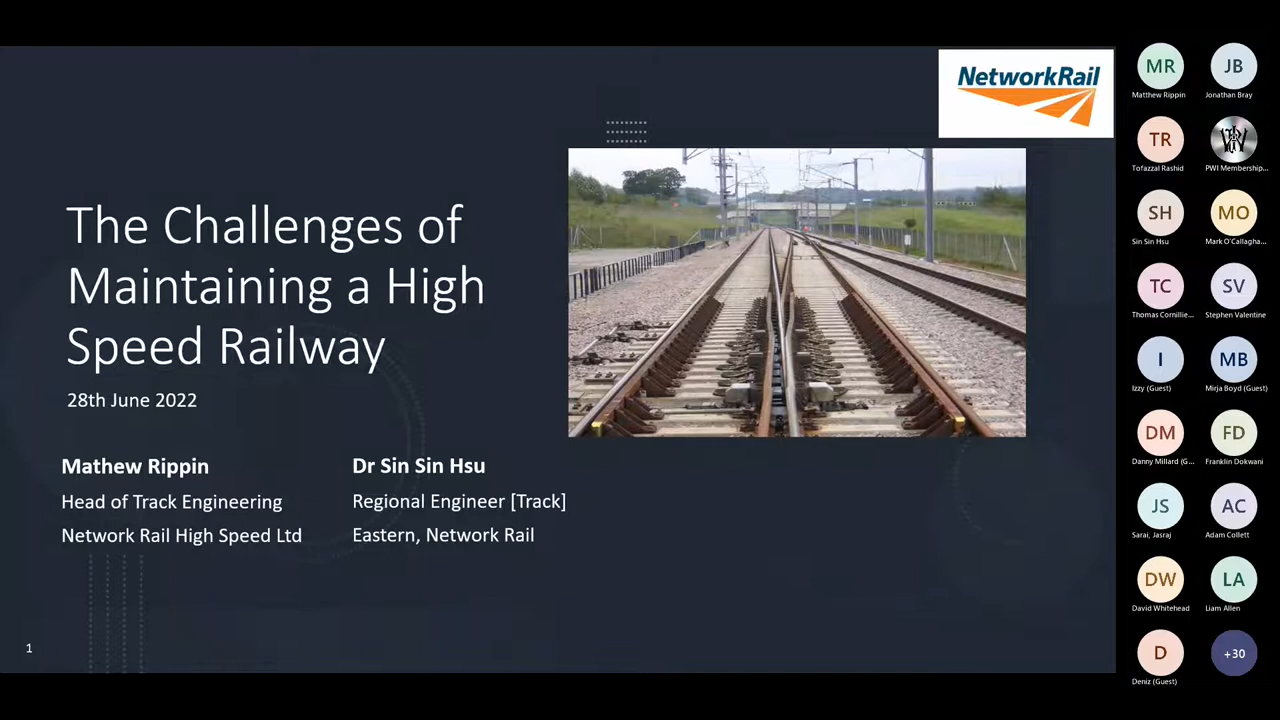 NetworkRail
The Challenges of
Maintaining a High
Speed Railway
28th June 2022
Mathew Rippin
Head of Track Engineering
Network Rail High Speed Ltd
Dr Sin Sin Hsu
Regional Engineer [Track]
Eastern, Network Rail
1
MR
Matthew Rippin
JB
Jonathan Bray
TR
Tofazzal Rashid
PWI Membership...
SH
Sin Sin Hsu
MO
Mark O'Callagha...
TC
Thomas Cornillie...
SV
Stephen Valentine
I
Izzy (Guest)
MB
Mirja Boyd (Guest)
DM
Danny Millard (G...
FD
Franklin Dokwani
JS
Sarai, Jasraj
AC
Adam Collett
DW
David Whitehead
LA
Liam Allen
D
Deniz (Guest)
+30